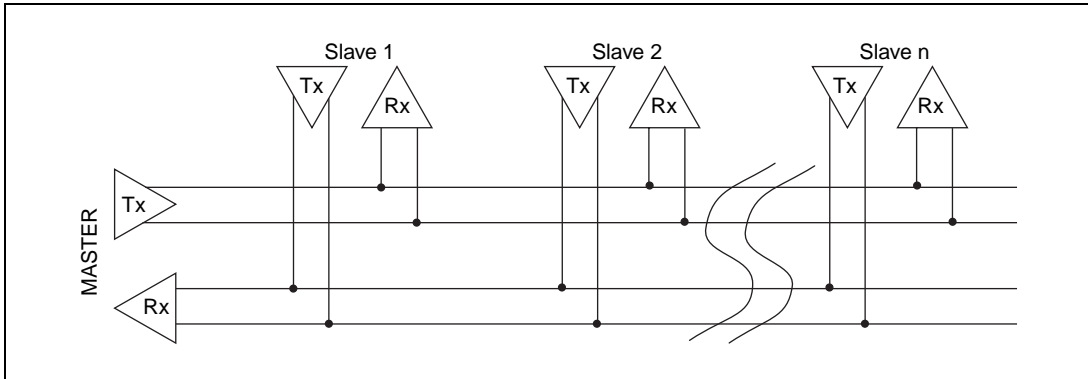 Slave 1
Slave 2
Slave n
Tx
Rx
Tx
Rx
Tx
Rx
MASTER
Tx
Rx